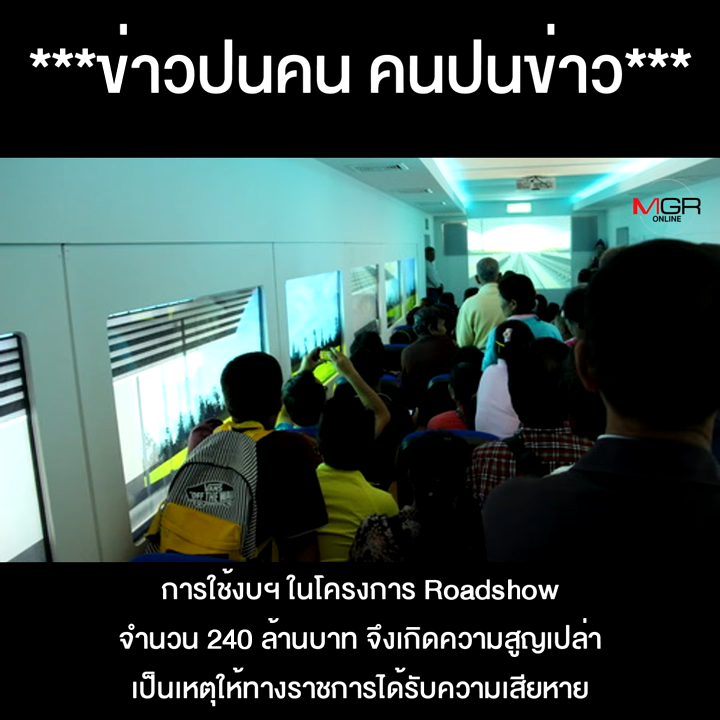 ***ข่าวปนคน คนปนข่าว***
MGR
ONLINE
VANS
"OFF THE WALL"
การใช้งบฯ ในโครงการ Roadshow
จำนวน 240 ล้านบาท จึงเกิดความสูญเปล่า
เป็นเหตุให้ทางราชการได้รับความเสียหาย